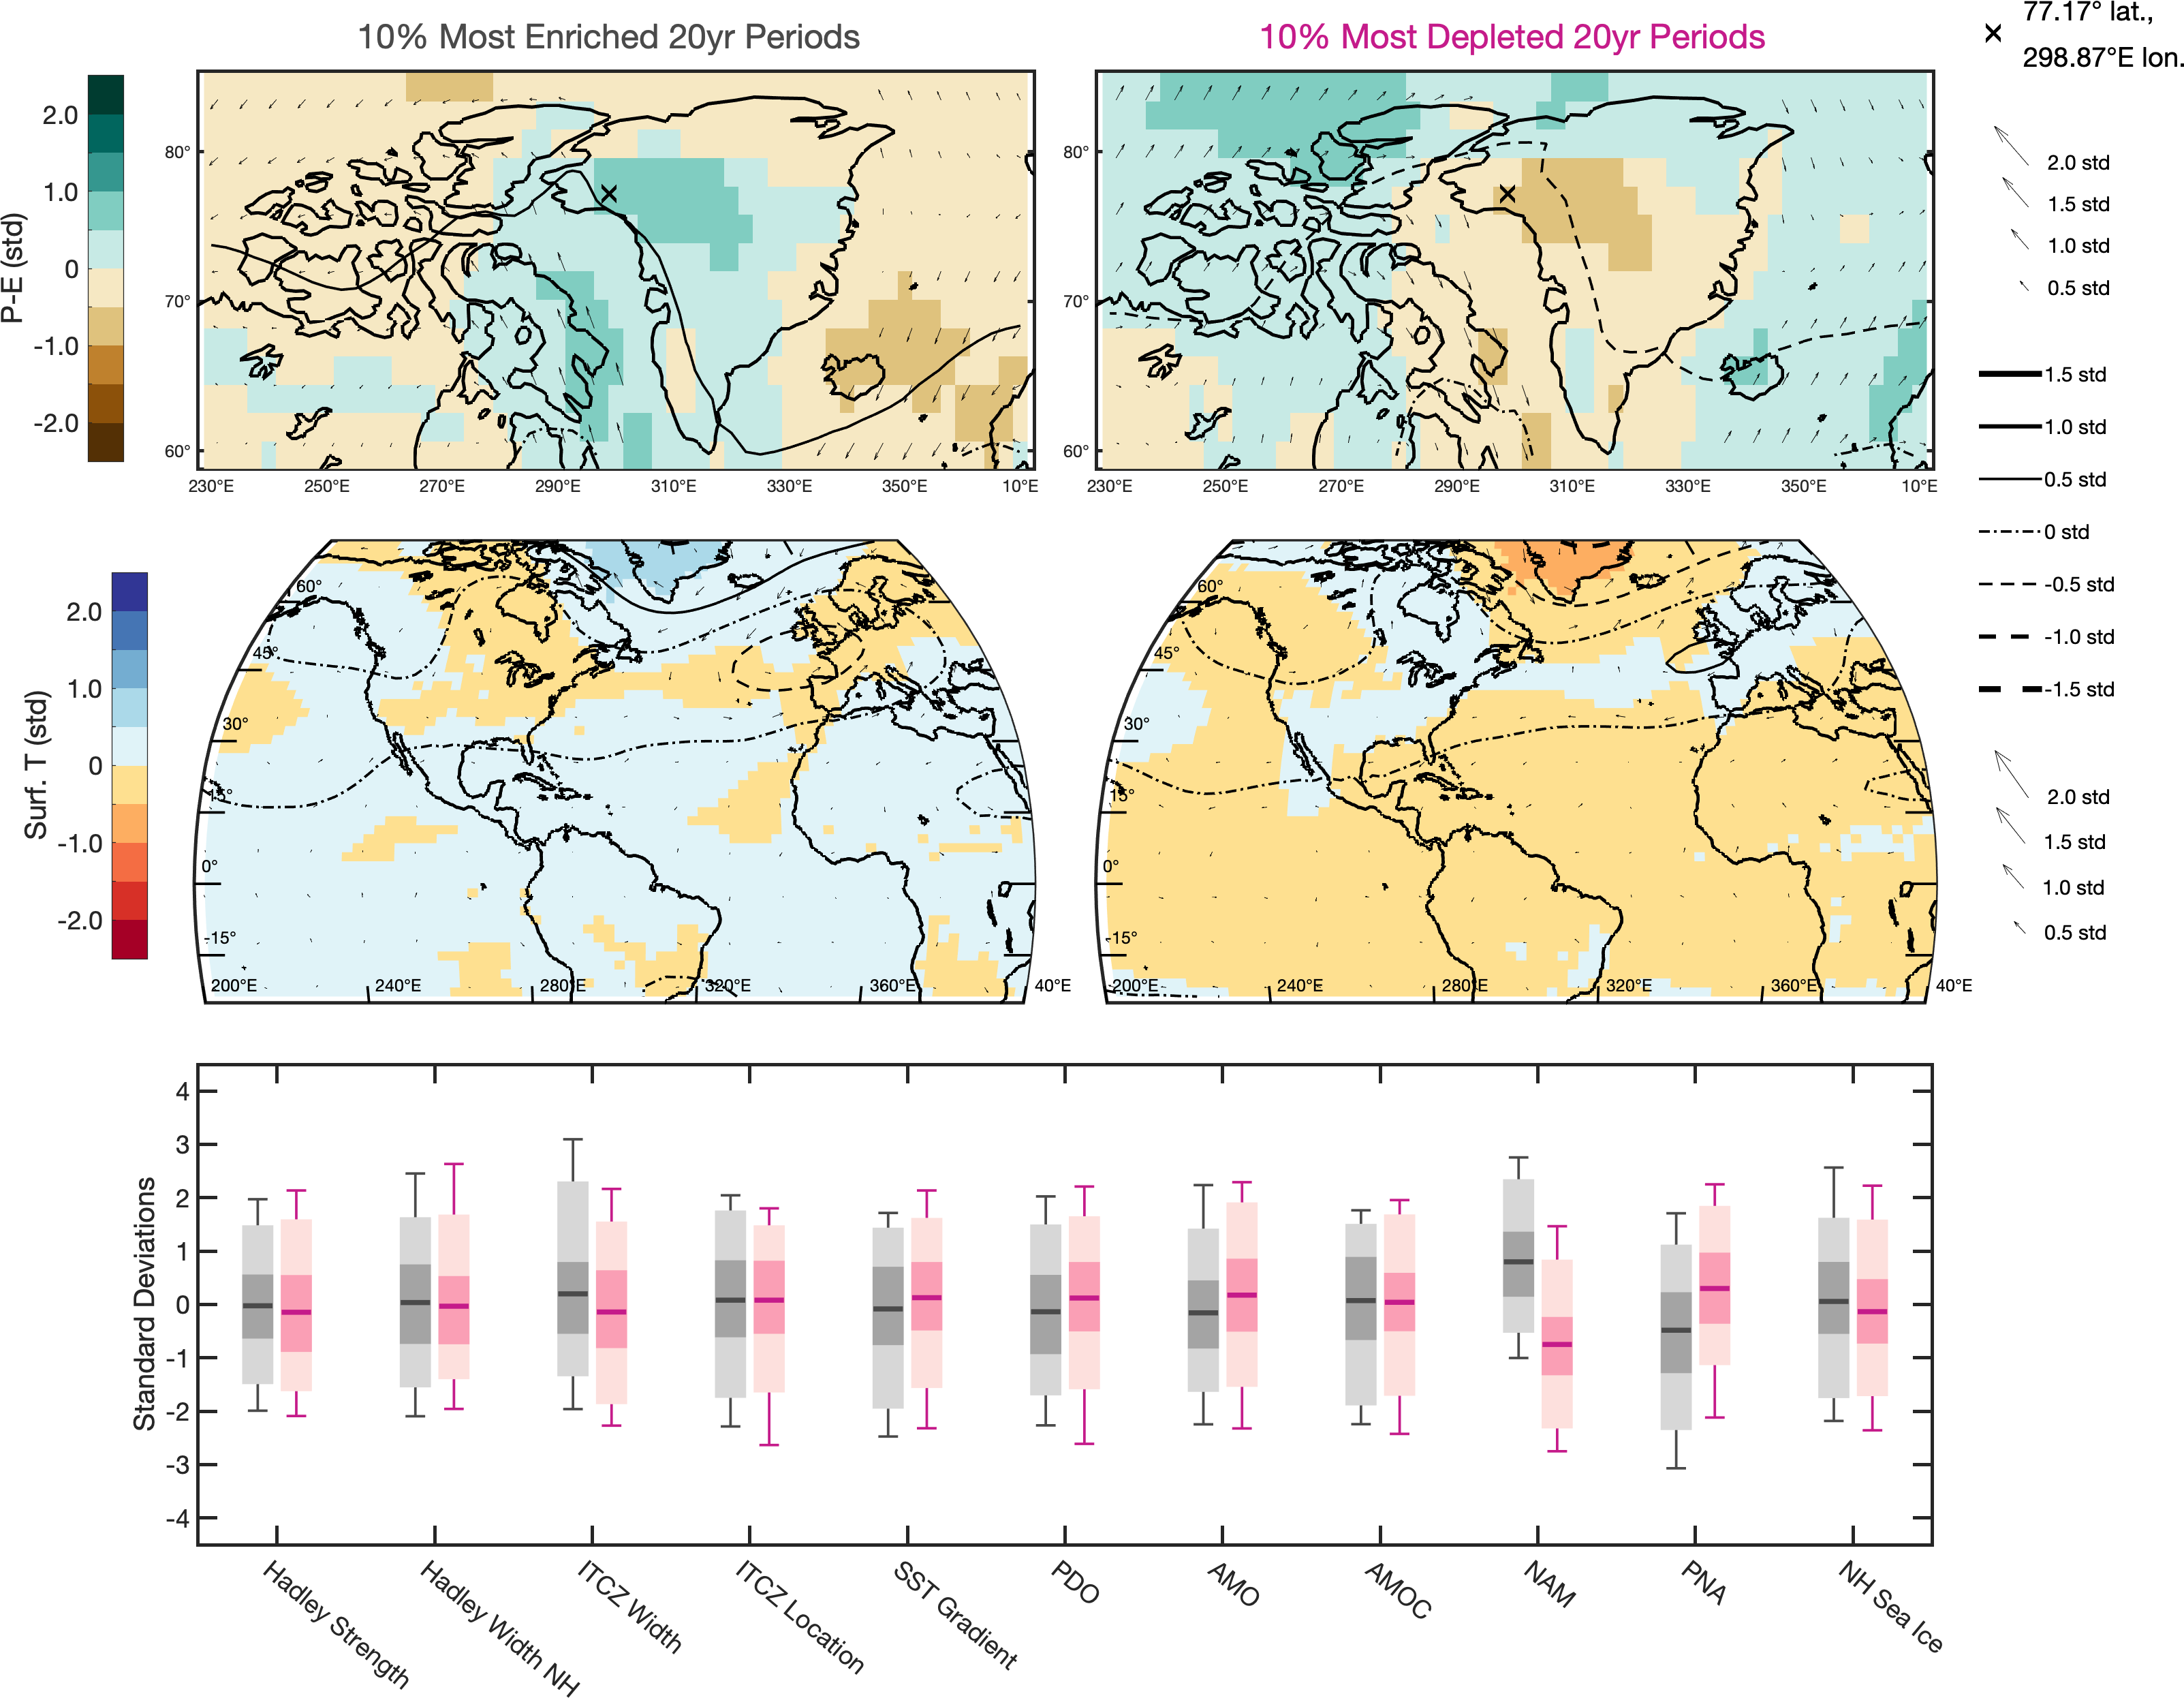 10% Most Enriched 20yr Periods
10% Most Depleted 20yr Periods
77.17° lat.,
298.87°E lon.
P-E (std)
2.0
1.0
0
-1.0
-2.0
80°
70°
60°
230°E 250°E 270°E 290°E 310°E 330°E 350°E 10°E
80°
70°
60°
230°E 250°E 270°E 290°E 310°E 330°E 350°E 10°E
2.0 std
1.5 std
1.0 std
0.5 std
1.5 std
1.0 std
0.5 std
0 std
-0.5 std
-1.0 std
-1.5 std
Surf. T (std)
2.0
1.0
0
-1.0
-2.0
60°
45°
30°
15°
0°
-15°
200°E 240°E 280°E 320°E 360°E 40°E
60°
45°
30°
15°
0°
-15°
200°E 240°E 280°E 320°E 360°E 40°E
2.0 std
1.5 std
1.0 std
0.5 std
Standard Deviations
4
3
2
1
0
-1
-2
-3
-4
Hadley Strength
Hadley Width NH
ITCZ Width
ITCZ Location
SST Gradient
PDO
AMO
AMOC
NAM
PNA
NH Sea Ice